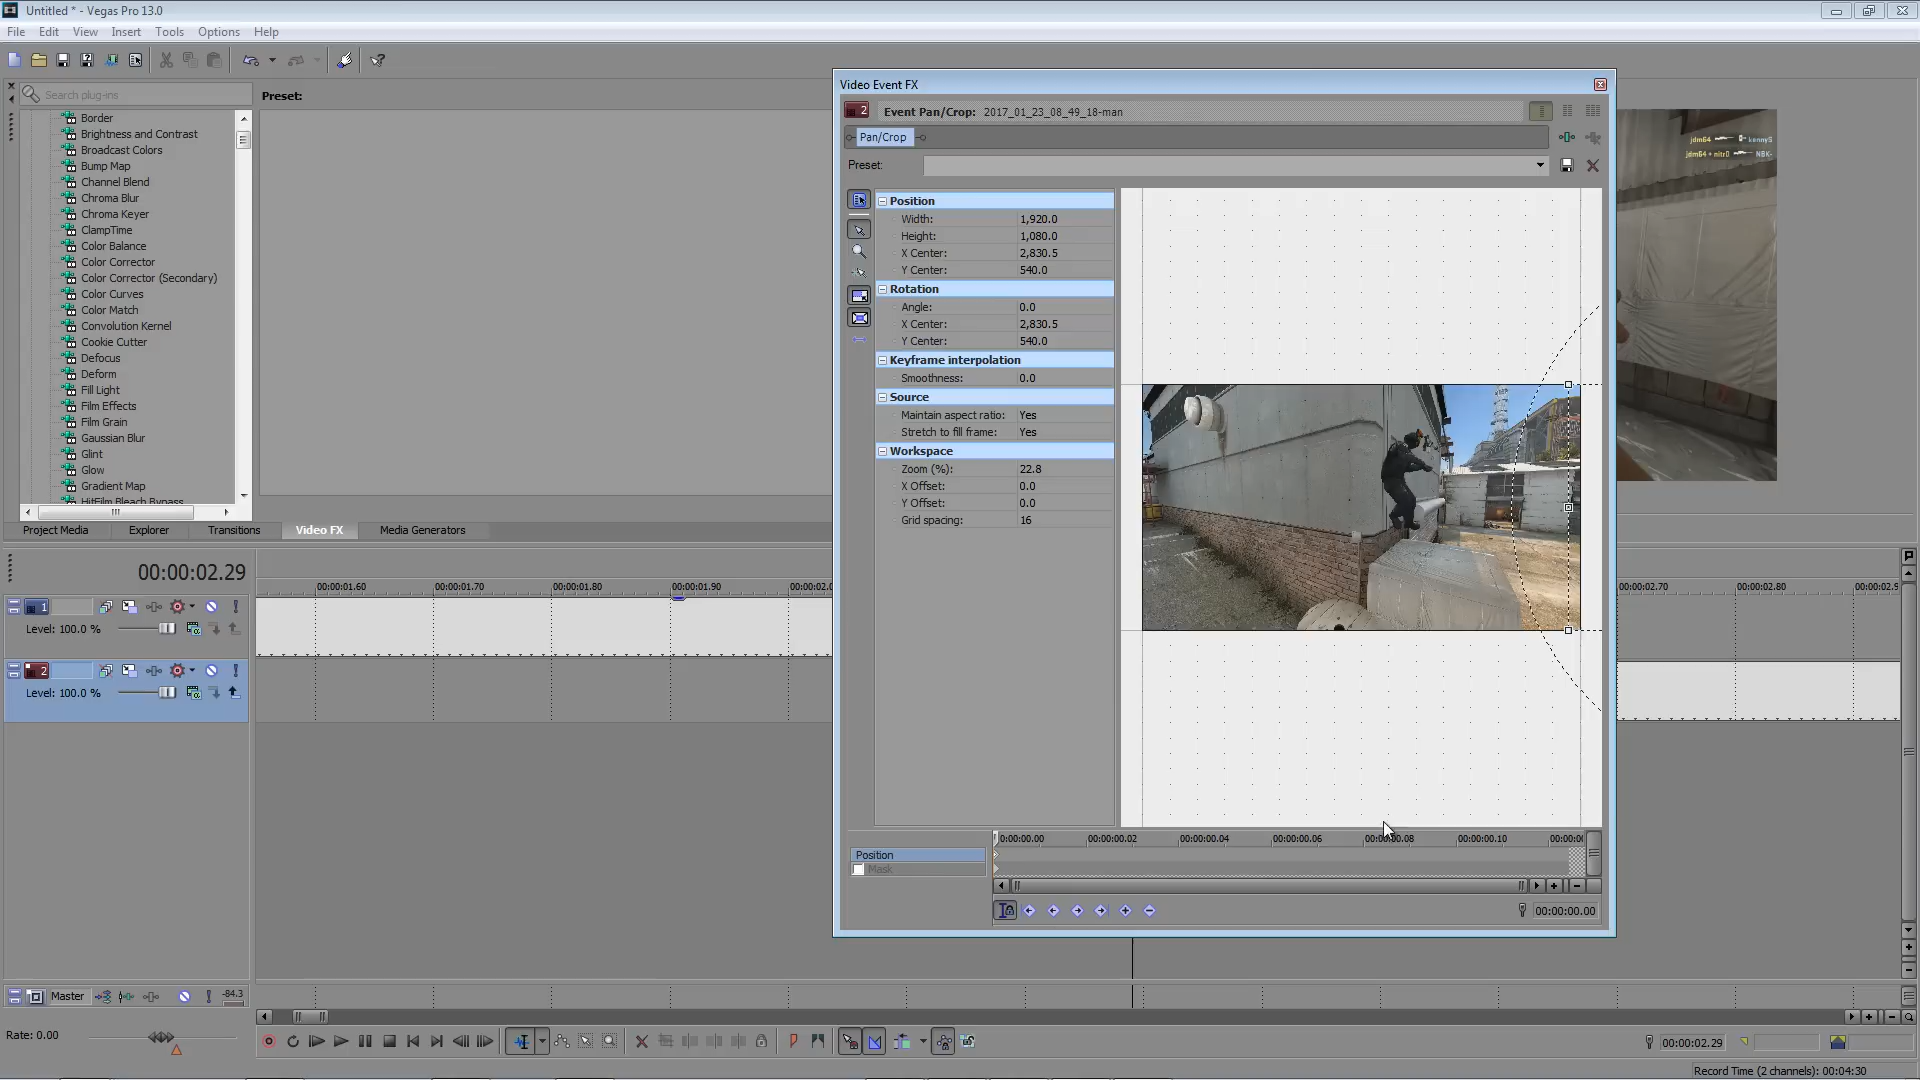 Untitled * - Vegas Pro 13.0
File Edit View Insert Tools Options Help
Search plug-ins
Preset:
Border
Brightness and Contrast
Broadcast Colors
Bump Map
Channel Blend
Chroma Blur
Chroma Keyer
ClampTime
Color Balance
Color Corrector
Color Corrector (Secondary)
Color Curves
Color Match
Convolution Kernel
Cookie Cutter
Defocus
Deform
Fill Light
Film Effects
Film Grain
Gaussian Blur
Glint
Glow
Gradient Map
HitFilm Bleach Bypass
Project Media Explorer Transitions Video FX Media Generators
Video Event FX
2 Event Pan/Crop: 2017_01_23_08_49_18-man
Pan/Crop
Preset:
Position
Width: 1,920.0
Height: 1,080.0
X Center: 2,830.5
Y Center: 540.0
Rotation
Angle: 0.0
X Center: 2,830.5
Y Center: 540.0
Keyframe interpolation
Smoothness: 0.0
Source
Maintain aspect ratio: Yes
Stretch to fill frame: Yes
Workspace
Zoom (%): 22.8
X Offset: 0.0
Y Offset: 0.0
Grid spacing: 16
00:00:00.00 00:00:00.02 00:00:00.04 00:00:00.06 00:00:00.08 00:00:00.10 00:00:0
Position
Mask
00:00:00.00
jdm64 kennyS
jdm64 + nitr0 NBK-
00:00:02.29
00:00:01.60 00:00:01.70 00:00:01.80 00:00:01.90 00:00:02.0 00:00:02.70 00:00:02.80 00:00:02.9
1
Level: 100.0 %
2
Level: 100.0 %
Master -84.3
Rate: 0.00
00:00:02.29
Record Time (2 channels): 00:04:30